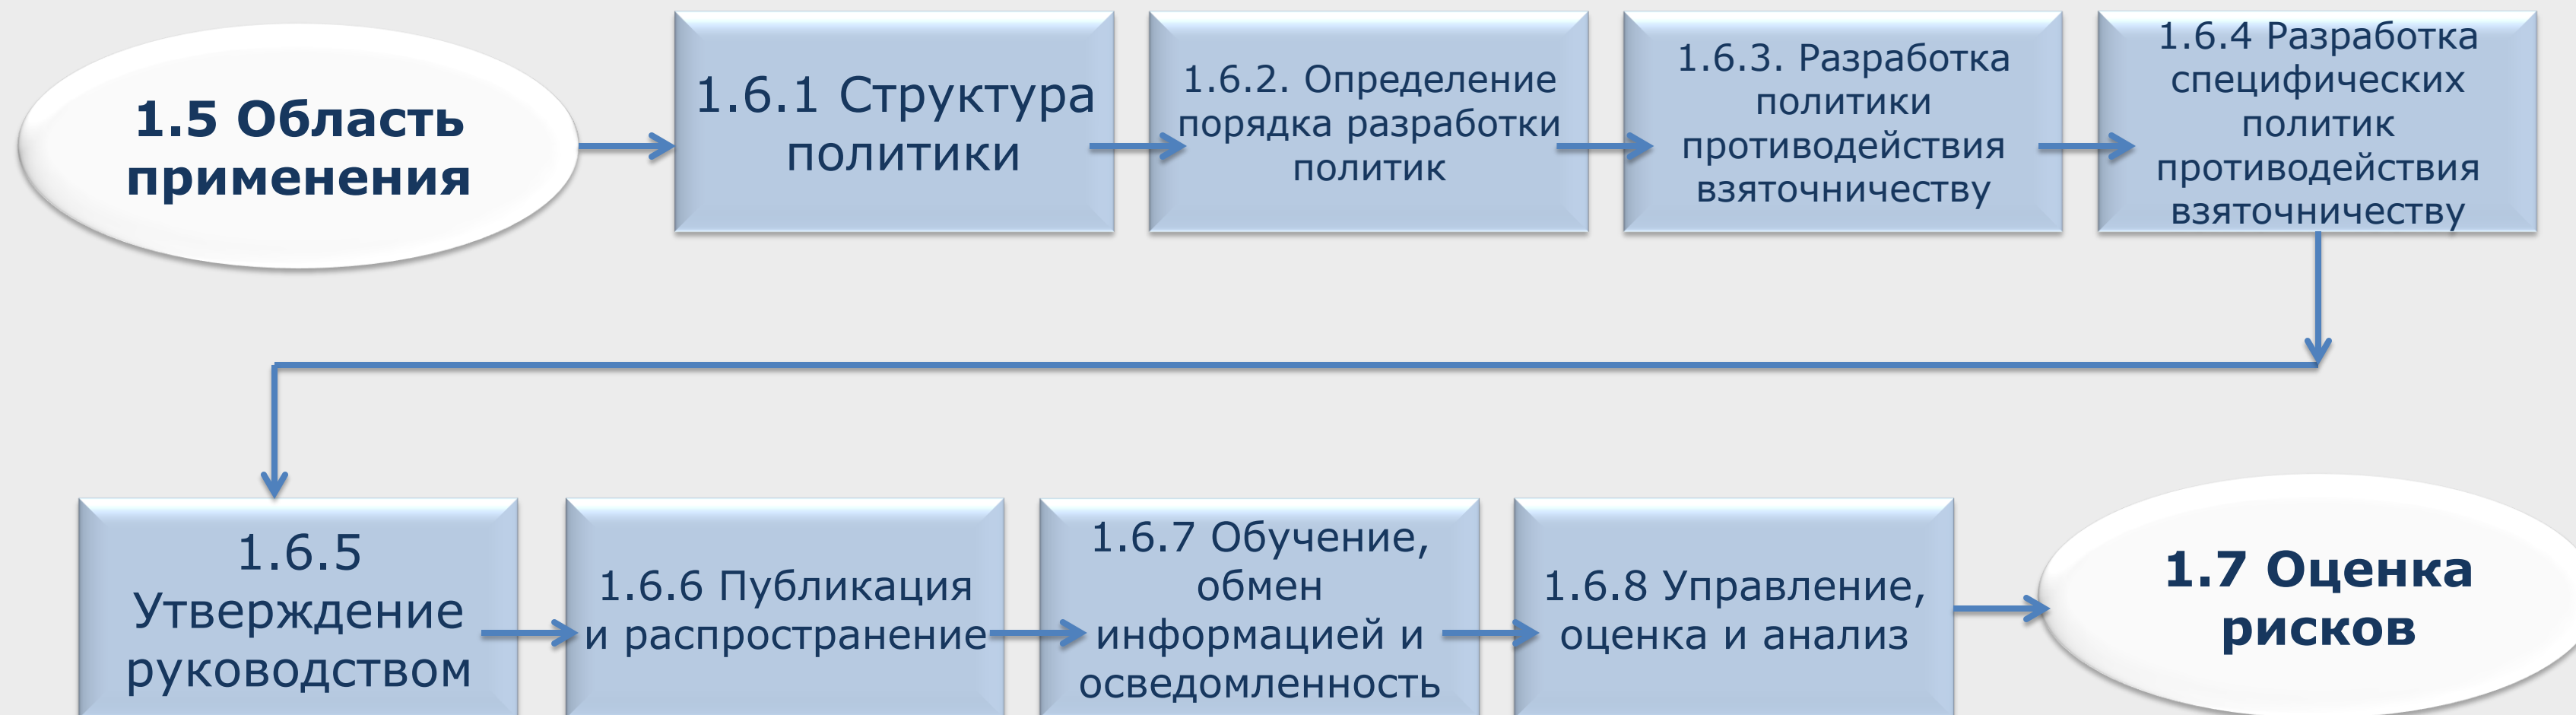 1.5 Область
применения
1.6.1 Структура
политики
1.6.2. Определение
порядка разработки
политик
1.6.3. Разработка
политики
противодействия
взяточничеству
1.6.4 Разработка
специфических
политик
противодействия
взяточничеству
1.6.5
Утверждение
руководством
1.6.6 Публикация
и распространение
1.6.7 Обучение,
обмен
информацией и
осведомленность
1.6.8 Управление,
оценка и анализ
1.7 Оценка
рисков